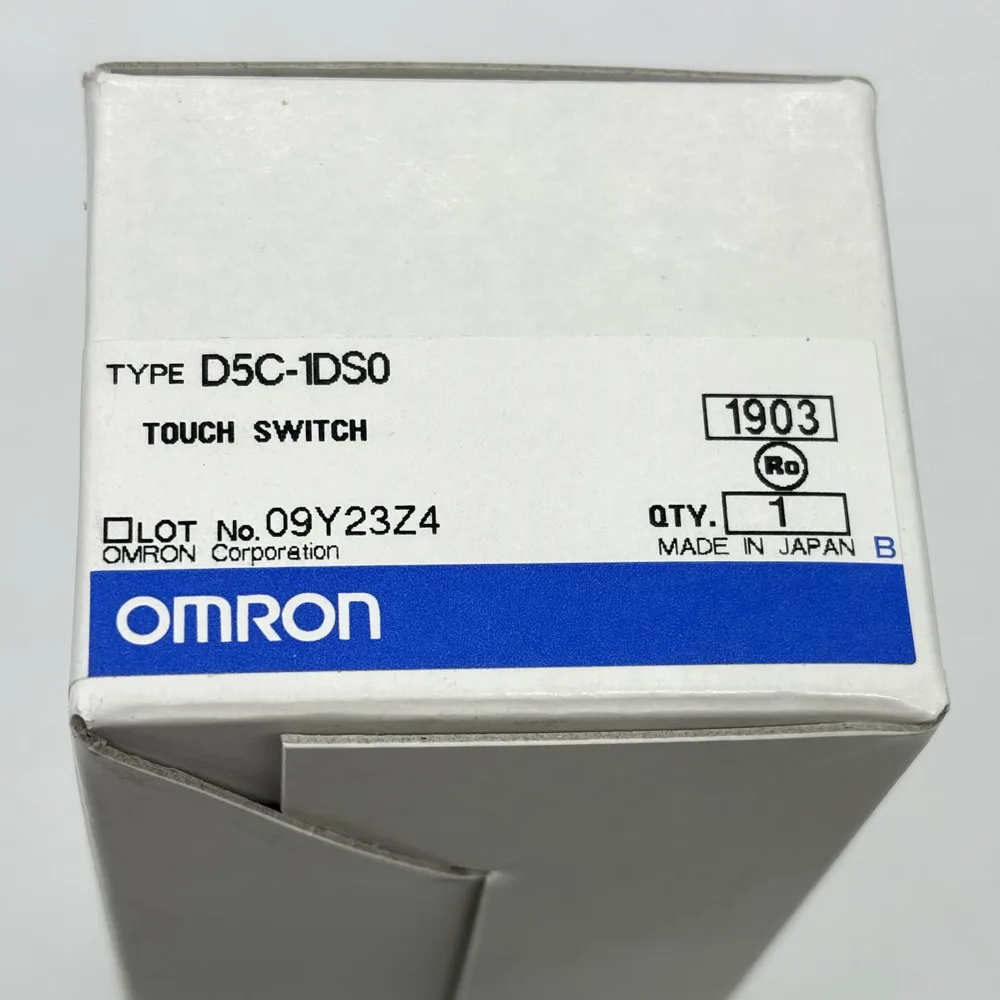 TYPE D5C-1DS0
TOUCH SWITCH
1903
Ro
LOT No. 09Y23Z4
QTY. 1
OMRON Corporation
MADE IN JAPAN B
OMRON